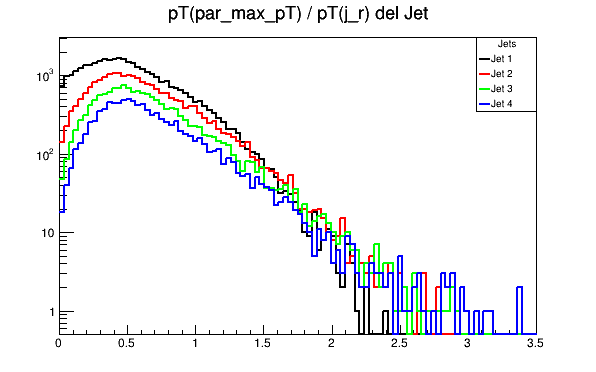 pT(par_max_pT) / pT(j_r) del Jet
Jets
Jet 1
Jet 2
Jet 3
Jet 4
10³
10²
10
1
0 0.5 1 1.5 2 2.5 3 3.5